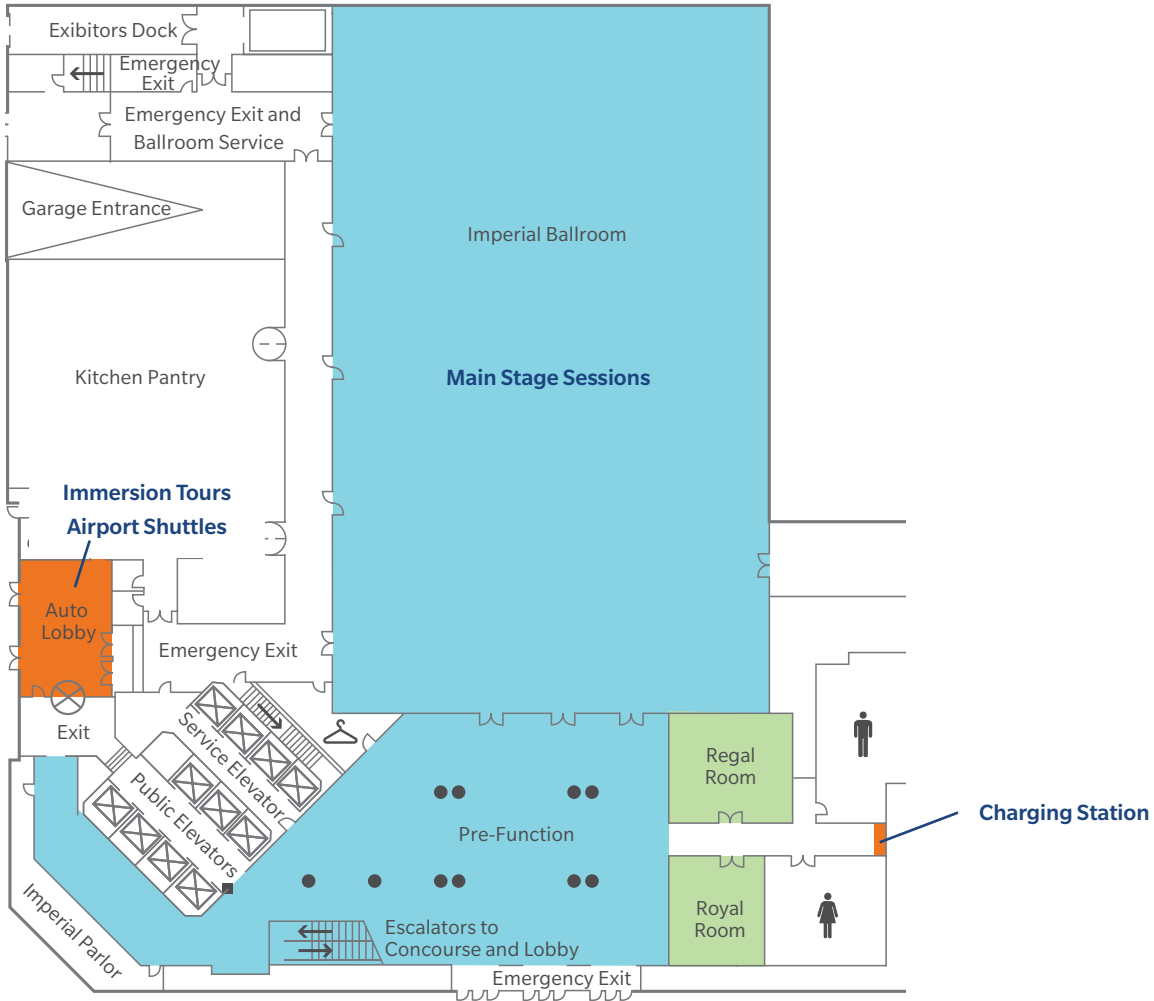 Exibitors Dock
Emergency
Exit
Emergency Exit and
Ballroom Service
Garage Entrance
Imperial Ballroom
Kitchen Pantry
Main Stage Sessions
Immersion Tours
Airport Shuttles
Auto
Lobby
Emergency Exit
Exit
Service Elevator
Public Elevators
Regal
Room
Charging Station
Pre-Function
Imperial Parlor
Royal
Room
Escalators to
Concourse and Lobby
Emergency Exit